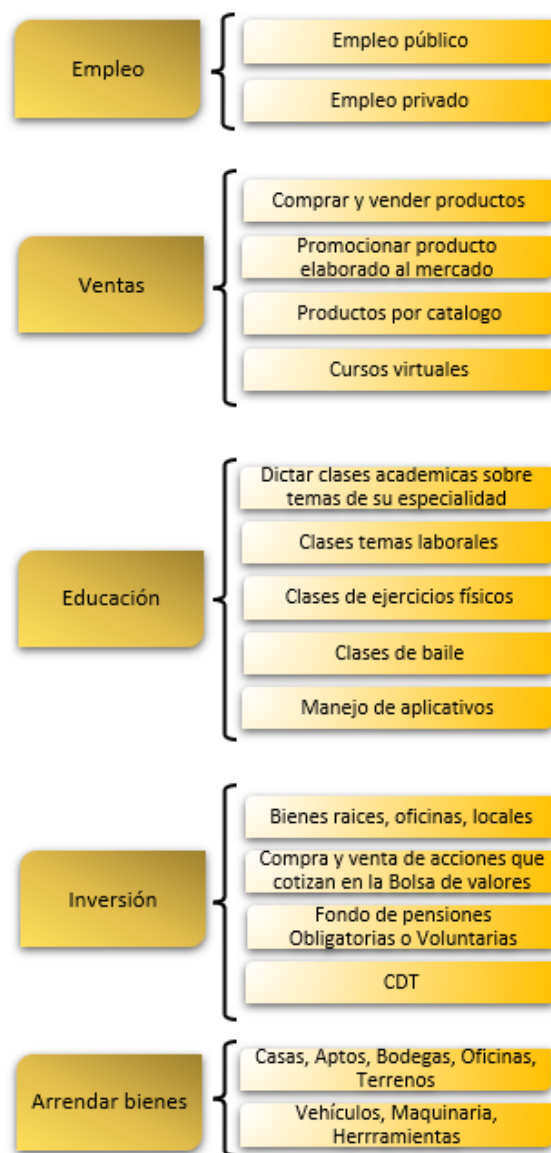 Empleo
Empleo público
Empleo privado
Ventas
Comprar y vender productos
Promocionar producto
elaborado al mercado
Productos por catalogo
Cursos virtuales
Educación
Dictar clases academicas sobre
temas de su especialidad
Clases temas laborales
Clases de ejercicios físicos
Clases de baile
Manejo de aplicativos
Inversión
Bienes raices, oficinas, locales
Compra y venta de acciones que
cotizan en la Bolsa de valores
Fondo de pensiones
Obligatorias o Voluntarias
CDT
Arrendar bienes
Casas, Aptos, Bodegas, Oficinas,
Terrenos
Vehículos, Maquinaria,
Herrramientas